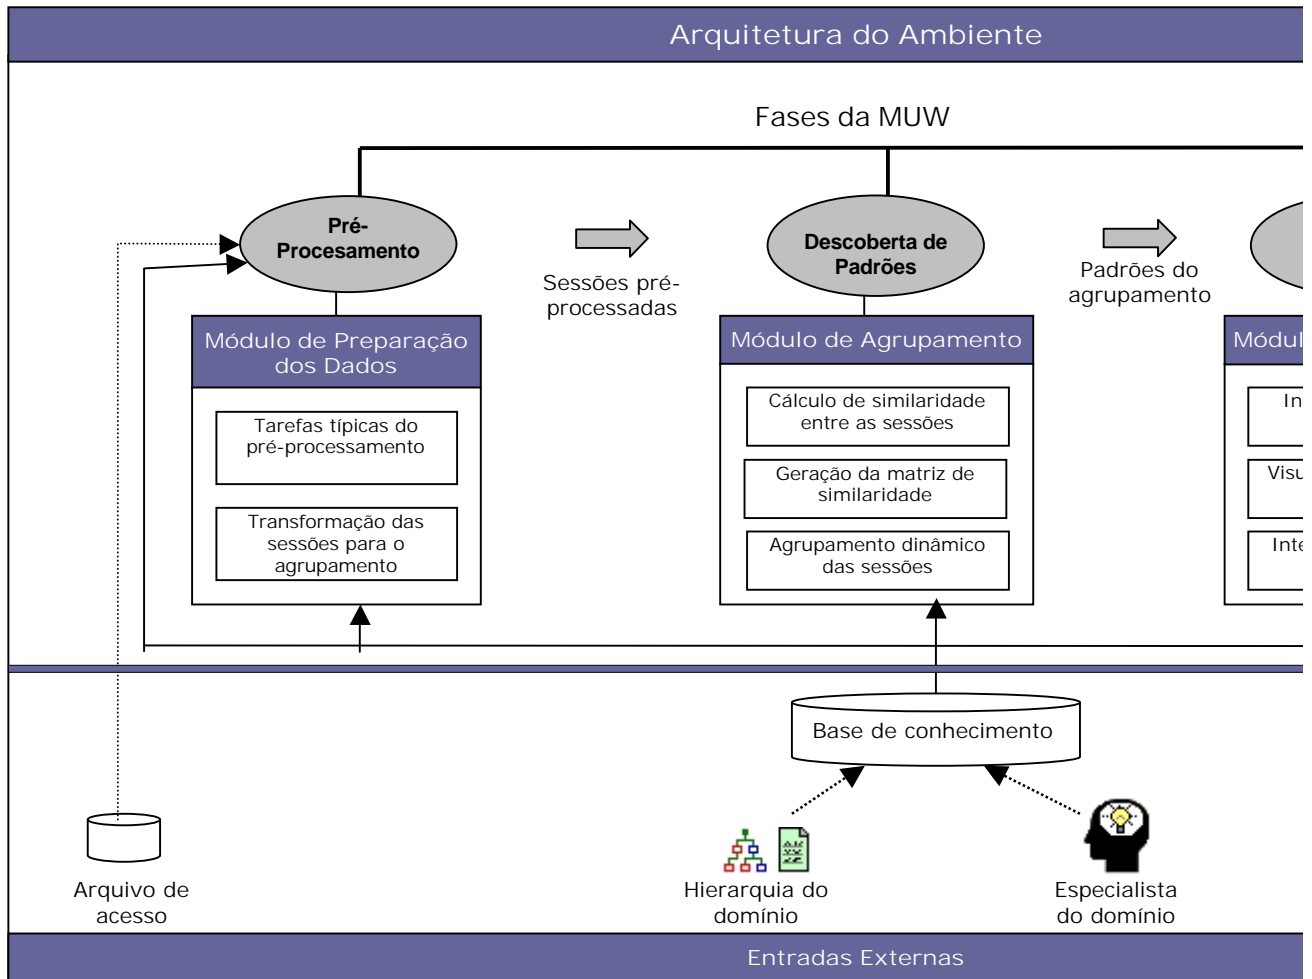 Arquitetura do Ambiente
Fases da MUW
Pré-
Procesamento
Sessões pré-
processadas
Descoberta de
Padrões
Padrões do
agrupamento
Módulo de Preparação
dos Dados
Tarefas típicas do
pré-processamento
Transformação das
sessões para o
agrupamento
Módulo de Agrupamento
Cálculo de similaridade
entre as sessões
Geração da matriz de
similaridade
Agrupamento dinâmico
das sessões
Base de conhecimento
Arquivo de
acesso
Hierarquia do
domínio
Especialista
do domínio
Entradas Externas